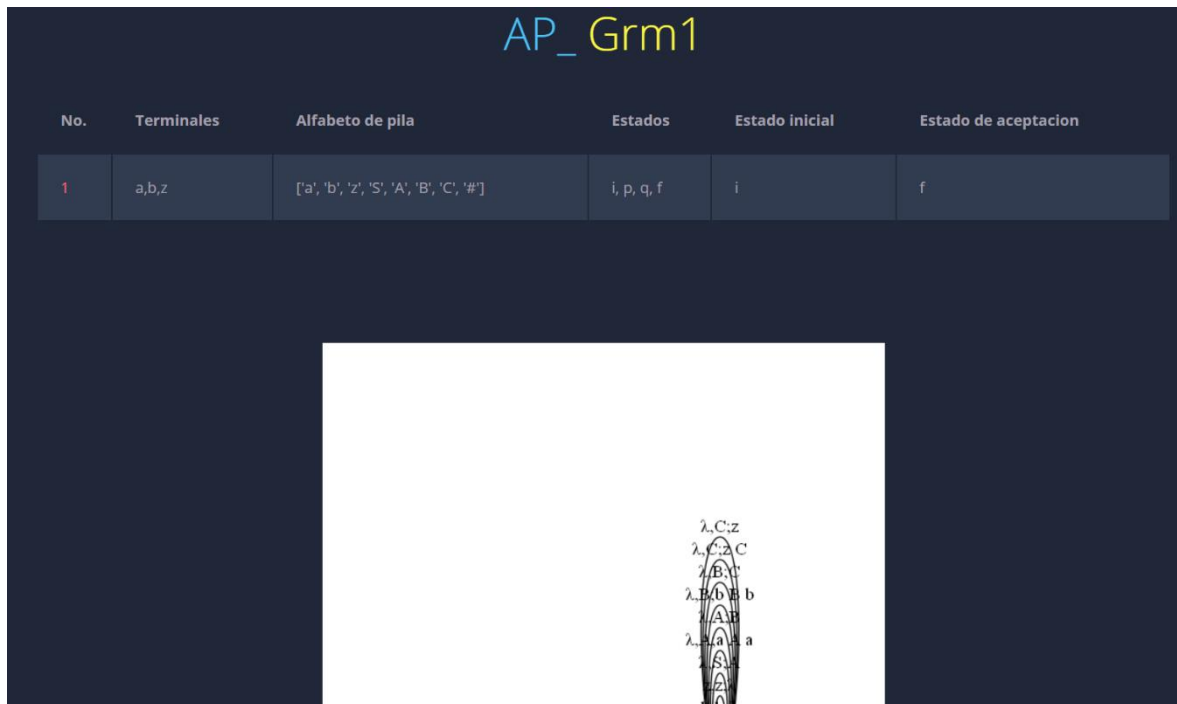 AP_ Grm1
No. Terminales Alfabeto de pila Estados Estado inicial Estado de aceptacion
1 a,b,z ['a', 'b', 'z', 'S', 'A', 'B', 'C', '#'] i, p, q, f i f
λ,C;z
λ,C;z C
λ,B;C
λ,B,b B b
λ,A;B
λ,A,a A a
λ,S;A
z,z;λ